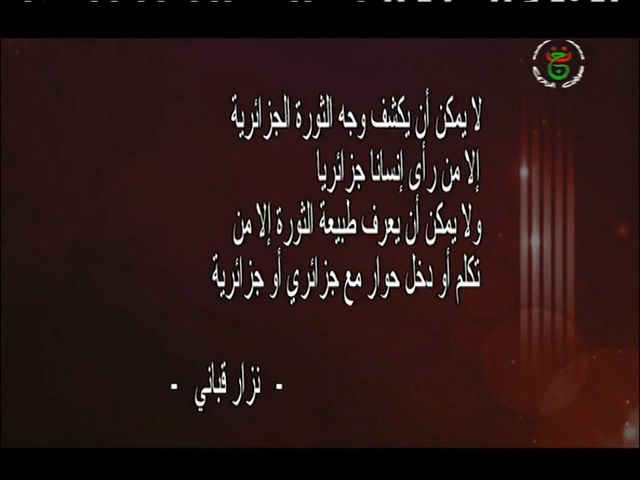 لا يمكن أن يكشف وجه الثورة الجزائرية
إلا من رأى إنسانا جزائريا
ولا يمكن أن يعرف طبيعة الثورة إلا من
تكلم أو دخل حوار مع جزائري أو جزائرية
- نزار قباني -